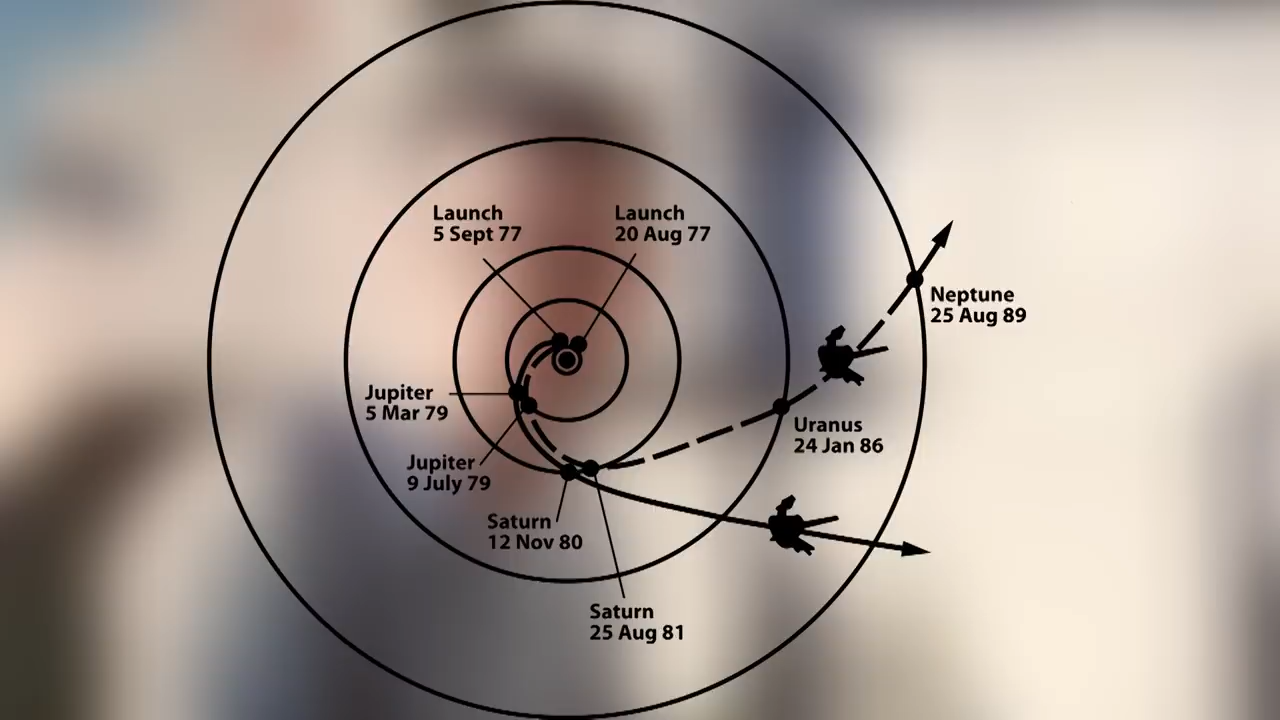 Launch
5 Sept 77
Launch
20 Aug 77
Neptune
25 Aug 89
Jupiter
5 Mar 79
Uranus
24 Jan 86
Jupiter
9 July 79
Saturn
12 Nov 80
Saturn
25 Aug 81